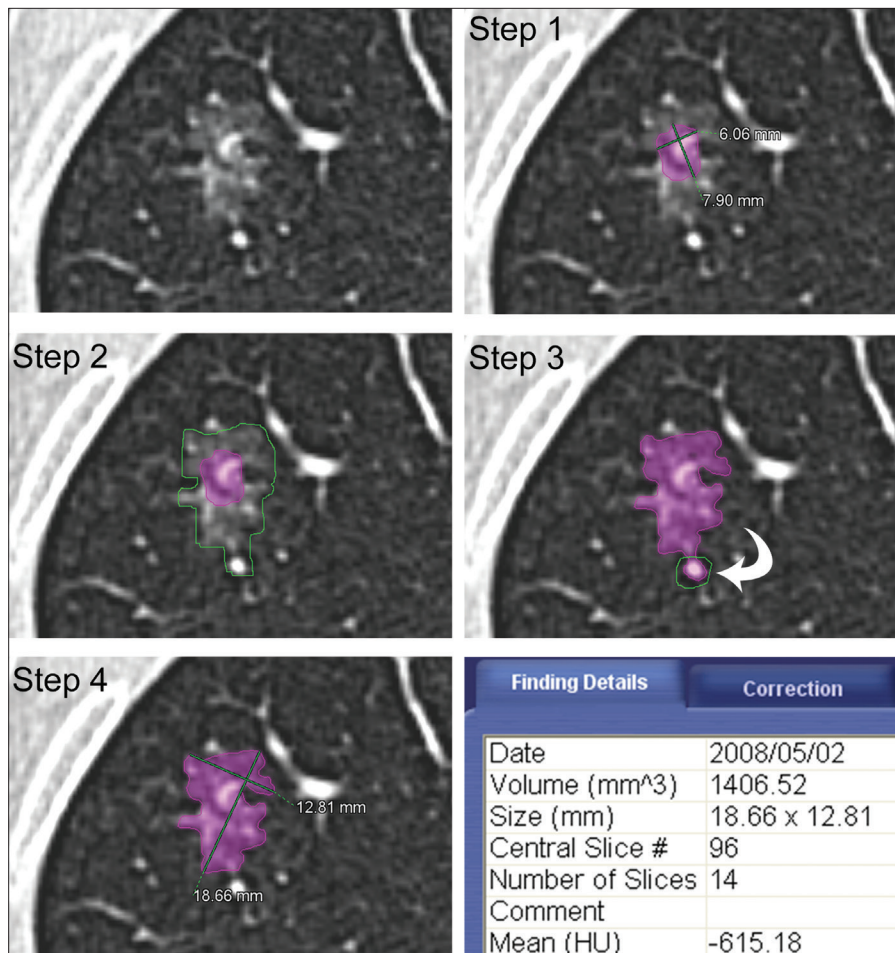 Step 1
6.06 mm
7.90 mm
Step 2
Step 3
Step 4
12.81 mm
18.66 mm
Finding Details
Correction
Date 2008/05/02
Volume (mm^3) 1406.52
Size (mm) 18.66 x 12.81
Central Slice # 96
Number of Slices 14
Comment
Mean (HU) -615.18